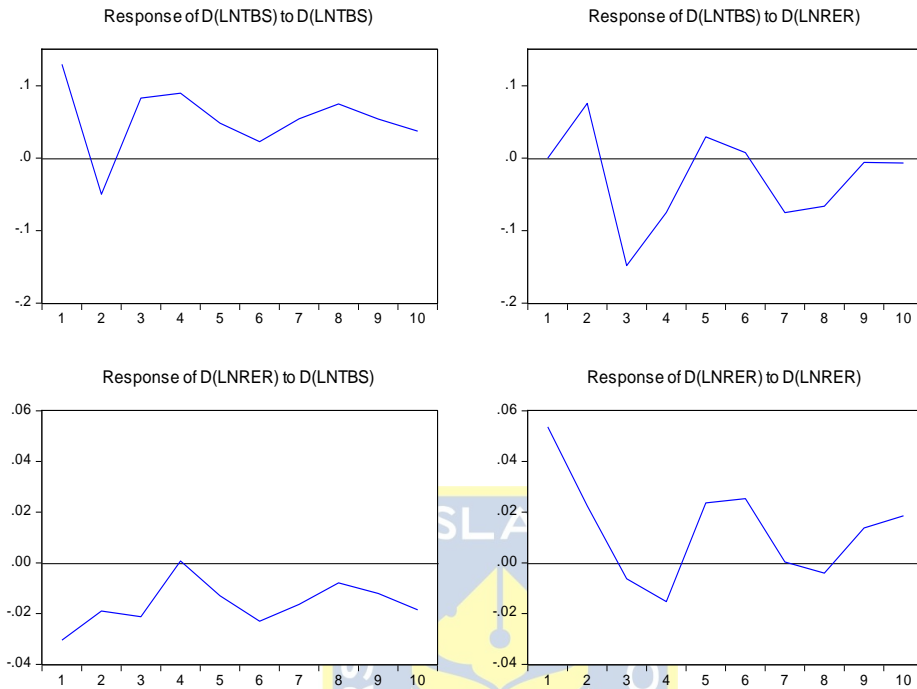 Response of D(LNTBS) to D(LNTBS)
.1
.0
-.1
-.2
1 2 3 4 5 6 7 8 9 10
Response of D(LNTBS) to D(LNRER)
.1
.0
-.1
-.2
1 2 3 4 5 6 7 8 9 10
Response of D(LNRER) to D(LNTBS)
.06
.04
.02
.00
-.02
-.04
1 2 3 4 5 6 7 8 9 10
Response of D(LNRER) to D(LNRER)
.06
.04
.02
.00
-.02
-.04
1 2 3 4 5 6 7 8 9 10
SLA